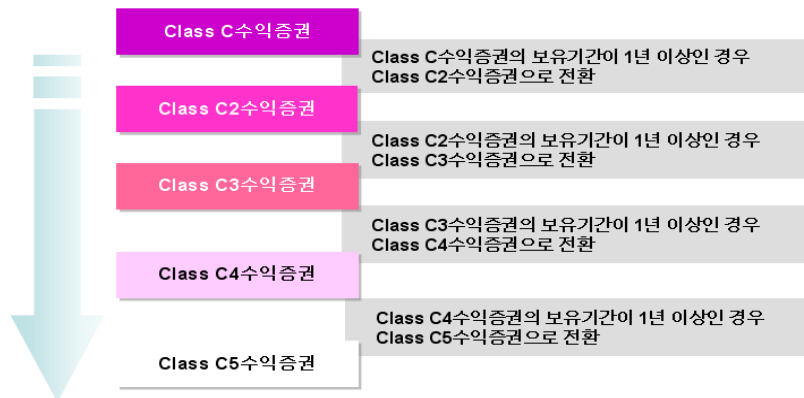 Class C수익증권
Class C수익증권의 보유기간이 1년 이상인 경우
Class C2수익증권으로 전환
Class C2수익증권
Class C2수익증권의 보유기간이 1년 이상인 경우
Class C3수익증권으로 전환
Class C3수익증권
Class C3수익증권의 보유기간이 1년 이상인 경우
Class C4수익증권으로 전환
Class C4수익증권
Class C4수익증권의 보유기간이 1년 이상인 경우
Class C5수익증권으로 전환
Class C5수익증권